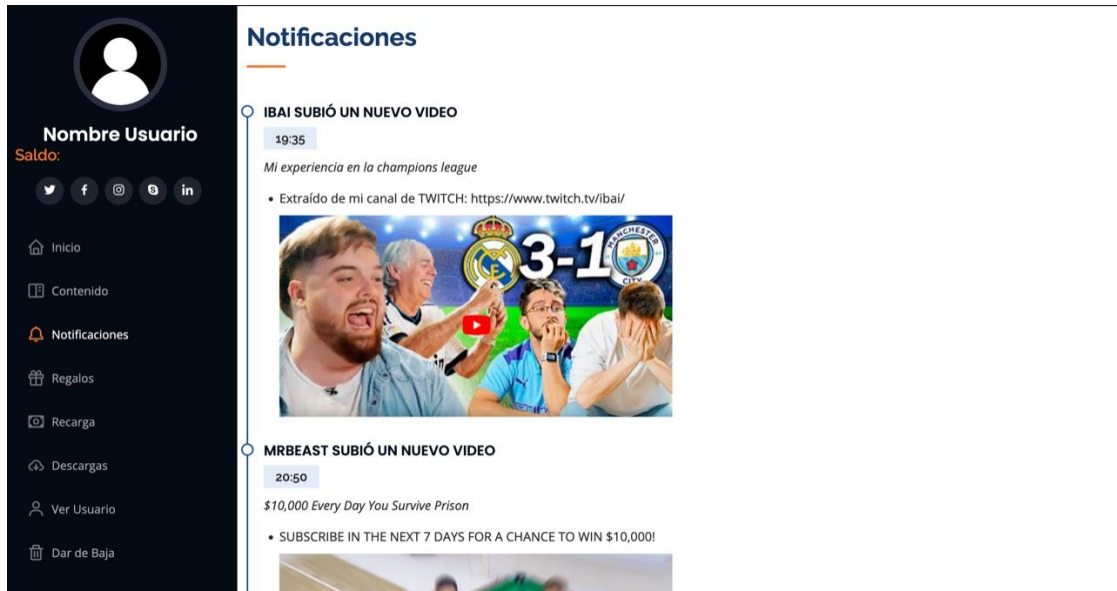 Nombre Usuario
Saldo:
Inicio
Contenido
Notificaciones
Regalos
Recarga
Descargas
Ver Usuario
Dar de Baja
Notificaciones
IBAI SUBIÓ UN NUEVO VIDEO
19:35
Mi experiencia en la champions league
• Extraído de mi canal de TWITCH: https://www.twitch.tv/ibai/
3-1
MANCHESTER
CITY
MRBEAST SUBIÓ UN NUEVO VIDEO
20:50
$10,000 Every Day You Survive Prison
• SUBSCRIBE IN THE NEXT 7 DAYS FOR A CHANCE TO WIN $10,000!